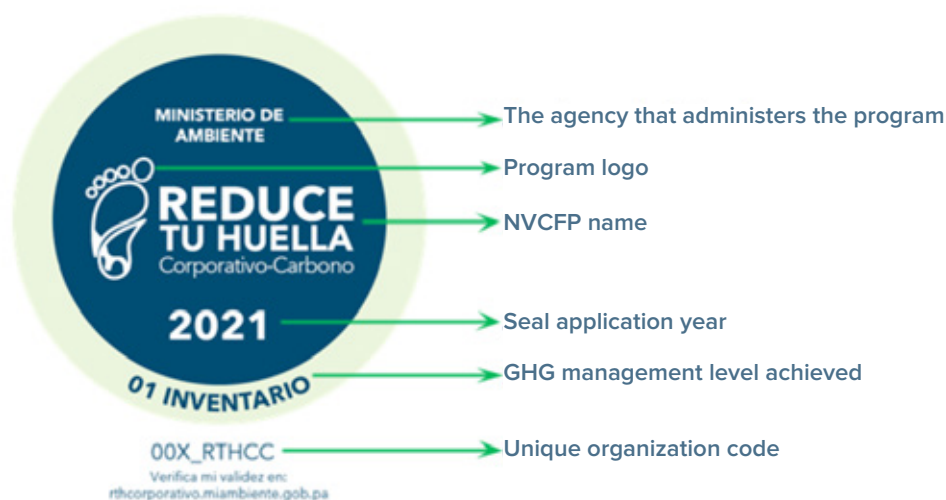 MINISTERIO DE
AMBIENTE
The agency that administers the program
Program logo
REDUCE
TU HUELLA
Corporativo-Carbono
NVCFP name
2021
Seal application year
01 INVENTARIO
GHG management level achieved
00X_RTHCC
Unique organization code
Verifica mi validez en:
rthcorporativo.miambiente.gob.pa